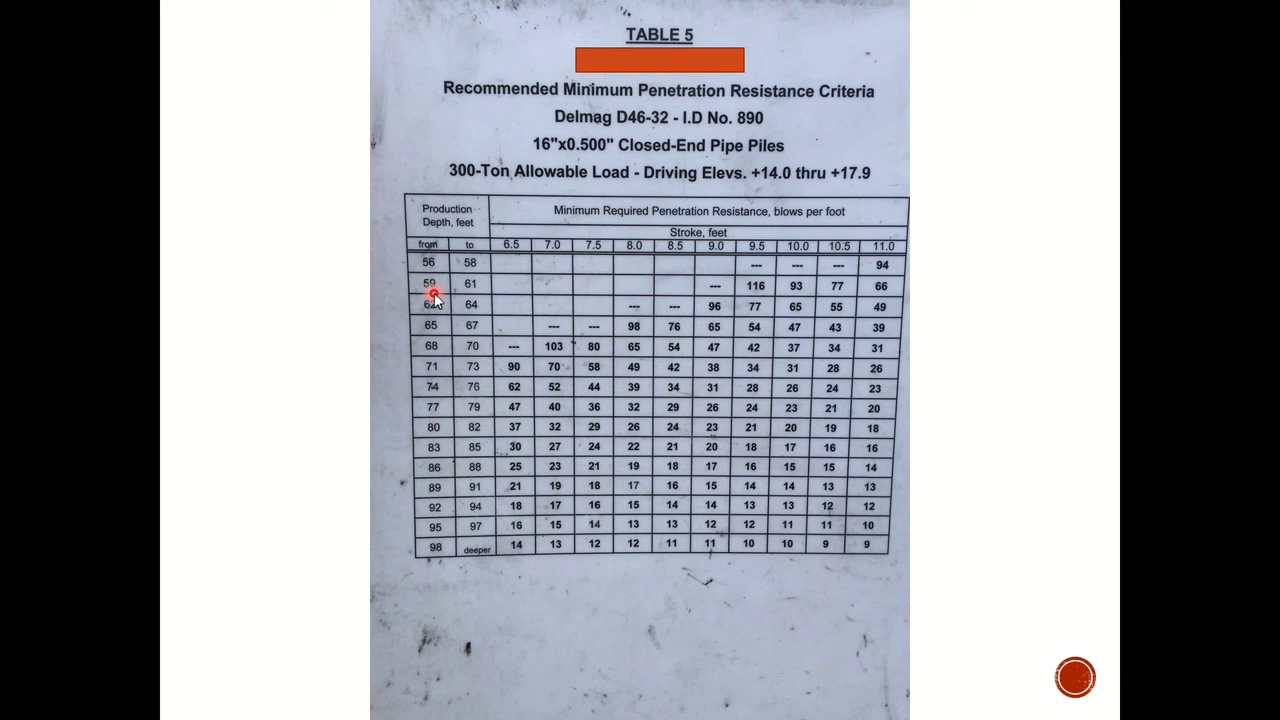 TABLE 5
Recommended Minimum Penetration Resistance Criteria
Delmag D46-32 - I.D No. 890
16"x0.500" Closed-End Pipe Piles
300-Ton Allowable Load - Driving Elevs. +14.0 thru +17.9
Production Depth, feet Minimum Required Penetration Resistance, blows per foot
Stroke, feet
from to 6.5 7.0 7.5 8.0 8.5 9.0 9.5 10.0 10.5 11.0
56 58 --- --- --- 94
59 61 --- 116 93 77 66
64 --- --- 96 77 65 55 49
65 67 --- --- 98 76 65 54 47 43 39
68 70 --- 103 80 65 54 47 42 37 34 31
71 73 90 70 58 49 42 38 34 31 28 26
74 76 62 52 44 39 34 31 28 26 24 23
77 79 47 40 36 32 29 26 24 23 21 20
80 82 37 32 29 26 24 23 21 20 19 18
83 85 30 27 24 22 21 20 18 17 16 16
86 88 25 23 21 19 18 17 16 15 15 14
89 91 21 19 18 17 16 15 14 14 13 13
92 94 18 17 16 15 14 14 13 13 12 12
95 97 16 15 14 13 13 12 12 11 11 10
98 deeper 14 13 12 12 11 11 10 10 9 9